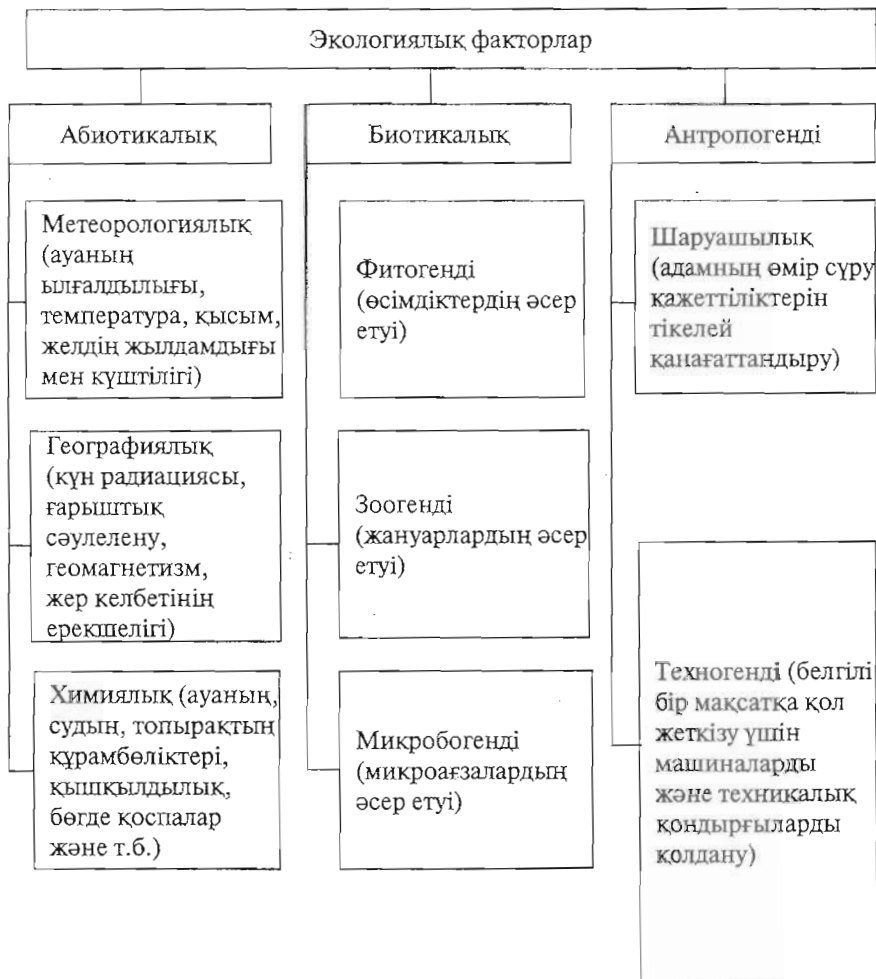 Экологиялық факторлар
Абиотикалық
Биотикалық
Антропогенді
Метеорологиялық
(ауаның
ылғалдылығы,
температура, қысым,
желдің жылдамдығы
мен күштілігі)
Географиялық
(күн радиациясы,
ғарыштық
сәулелену,
геомагнетизм,
жер келбетінің
ерекшелігі)
Химиялық (ауаның,
судың, топырақтың
құрамбөліктері,
қышқылдылық,
бөгде қоспалар
және т.б.)
Фитогенді
(өсімдіктердің әсер
етуі)
Зоогенді
(жануарлардың әсер
етуі)
Микробогенді
(микроағзалардың
әсер етуі)
Шаруашылық
(адамның өмір сүру
қажеттіліктерін
тікелей
қанағаттандыру)
Техногенді (белгілі
бір мақсатқа қол
жеткізу үшін
машиналарды
және техникалық
қондырғыларды
қолдану)